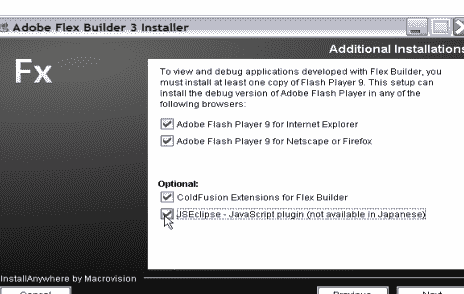 Adobe Flex Builder 3 Installer
Additional Installations
Fx
To view and debug applications developed with Flex Builder, you
must install at least one copy of Flash Player 9. This setup can
install the debug version of Adobe Flash Player in any of the
following browsers:
Adobe Flash Player 9 for Internet Explorer
Adobe Flash Player 9 for Netscape or Firefox
Optional:
ColdFusion Extensions for Flex Builder
JSEclipse - JavaScript plugin (not available in Japanese)
InstallAnywhere by Macrovision
Cancel
Previous
Next